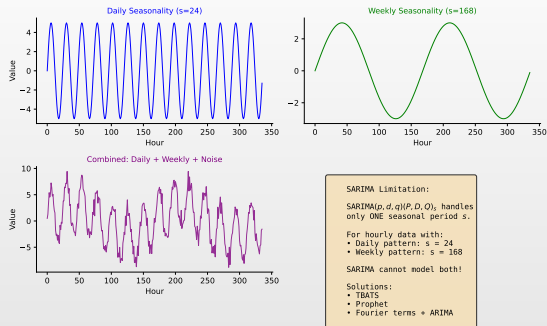 Daily Seasonality (s=24)
Value
4
2
0
−2
−4
0 50 100 150 200 250 300 350
Hour
Weekly Seasonality (s=168)
2
0
−2
0 50 100 150 200 250 300 350
Hour
Combined: Daily + Weekly + Noise
Value
10
5
0
−5
0 50 100 150 200 250 300 350
Hour
SARIMA Limitation:
SARIMA(p, d, q)(P, D, Q)s handles
only ONE seasonal period s.
For hourly data with:
• Daily pattern: s = 24
• Weekly pattern: s = 168
SARIMA cannot model both!
Solutions:
• TBATS
• Prophet
• Fourier terms + ARIMA